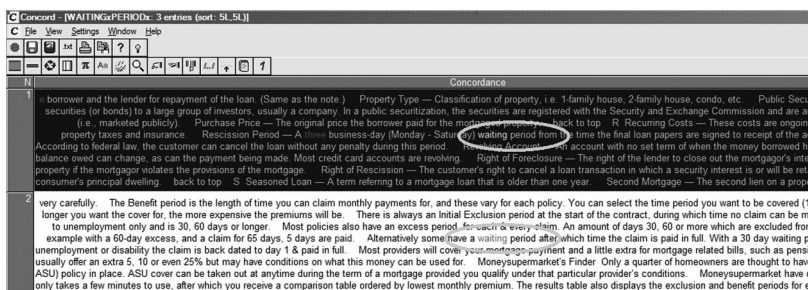 Concord - [WAITINGxPERIODx: 3 entries (sort: 5L,5L)]
File View Settings Window Help
N Concordance
1 borrower and the lender for repayment of the loan. (Same as the note.) Property Type — Classification of property, i.e. 1-family house, 2-family house, condo, etc. Public Secu
securities (or bonds) to a large group of investors, usually a company. In a public securitization, the securities are registered with the Security and Exchange Commission and are a
(i.e., marketed publicly). Purchase Price — The original price the borrower paid for the mortgaged property. back to top R Recurring Costs — These costs are ongoing
property taxes and insurance. Rescission Period — A three business-day (Monday - Saturday) waiting period from the time the final loan papers are signed to receipt of the a
According to federal law, the customer can cancel the loan without any penalty during this period. Revolving Account — An account with no set term of when the money borrowed h
balance owed can change, as can the payment being made. Most credit card accounts are revolving. Right of Foreclosure — The right of the lender to close out the mortgagor's inte
property if the mortgagor violates the provisions of the mortgage. Right of Rescission — The customer's right to cancel a loan transaction in which a security interest is or will be reta
consumer's principal dwelling. back to top S Seasoned Loan — A term referring to a mortgage loan that is older than one year. Second Mortgage — The second lien on a prop
2 very carefully. The Benefit period is the length of time you can claim monthly payments for, and these vary for each policy. You can select the time period you want to be covered (1
longer you want the cover for, the more expensive the premiums will be. There is always an Initial Exclusion period at the start of the contract, during which time no claim can be m
to unemployment only and is 30, 60 days or longer. Most policies also have an excess period, for each & every claim. An amount of days 30, 60 or more which are excluded from
example with a 60-day excess, and a claim for 65 days, 5 days are paid. Alternatively some have a waiting period after which time the claim is paid in full. With a 30 day waiting p
unemployment or disability the claim is back dated to day 1 & paid in full. Most providers will cover your mortgage payment and a little extra for mortgage related bills, such as pens
usually offer an extra 5, 10 or even 25% but may have conditions on what this money can be used for. Moneysupermarket's Finder Only a quarter of homeowners are thought to hav
ASU) policy in place. ASU cover can be taken out at anytime during the term of a mortgage provided you qualify under that particular provider's conditions. Moneysupermarket have
only takes a few minutes to use, after which you receive a comparison table ordered by lowest monthly premium. The results table also displays the exclusion and benefit periods for